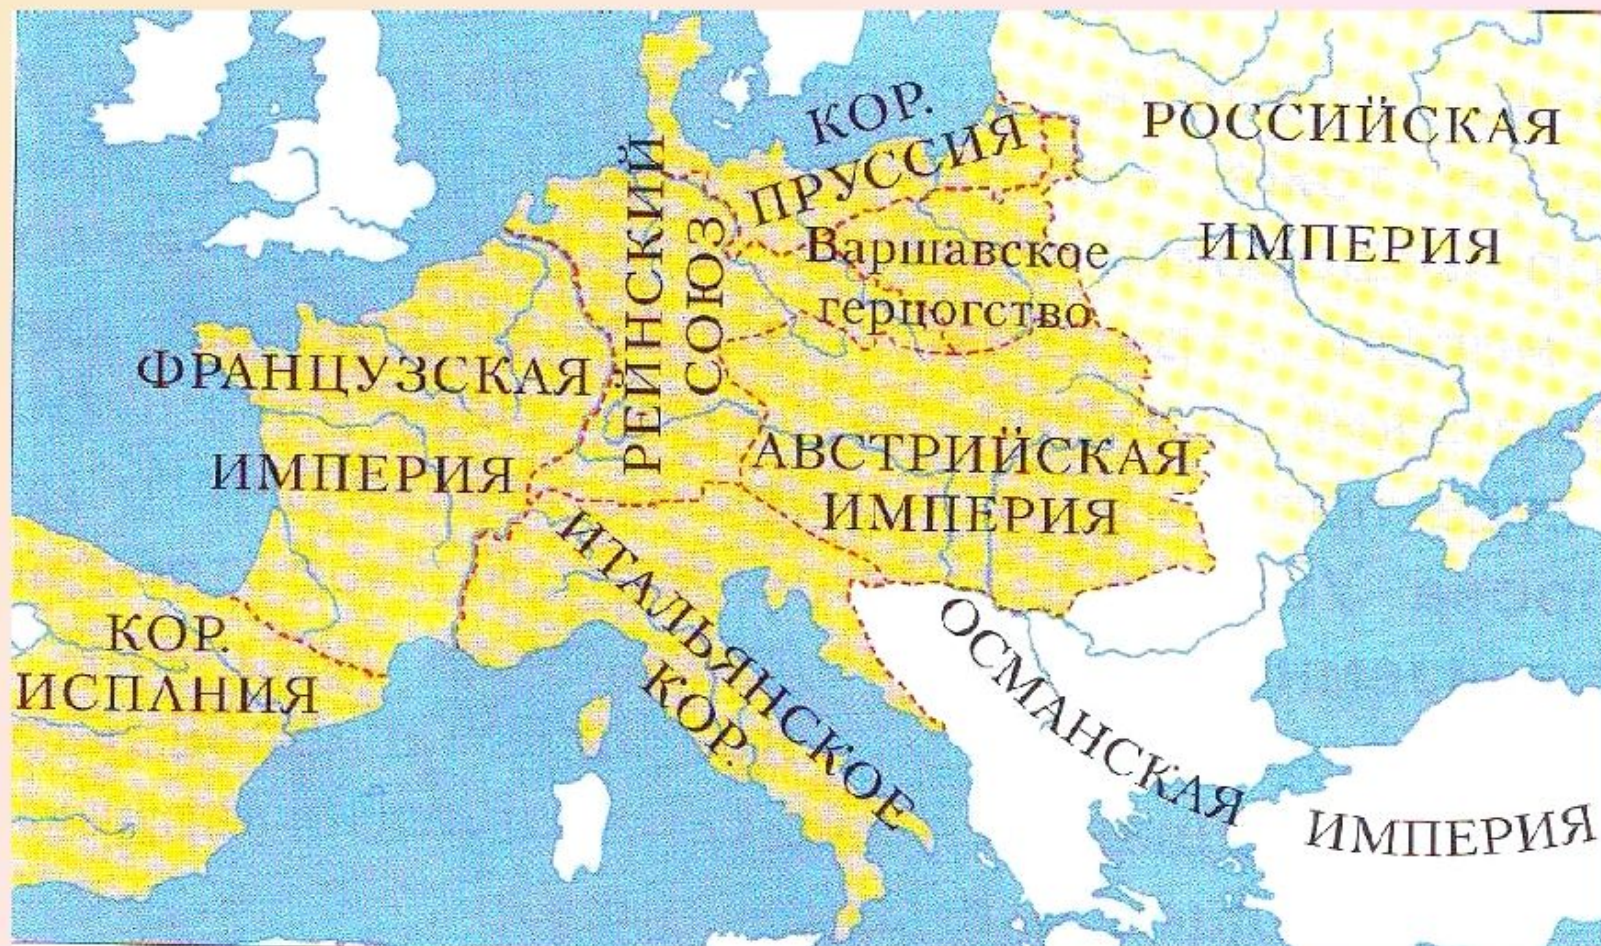 КОР.
ПРУССИЯ
РОССИЙСКАЯ
ИМПЕРИЯ
РЕЙНСКИЙ
СОЮЗ
Варшавское
герцогство
ФРАНЦУЗСКАЯ
ИМПЕРИЯ
АВСТРИЙСКАЯ
ИМПЕРИЯ
ИТАЛЬЯНСКОЕ
КОР.
КОР.
ИСПАНИЯ
ОСМАНСКАЯ
ИМПЕРИЯ